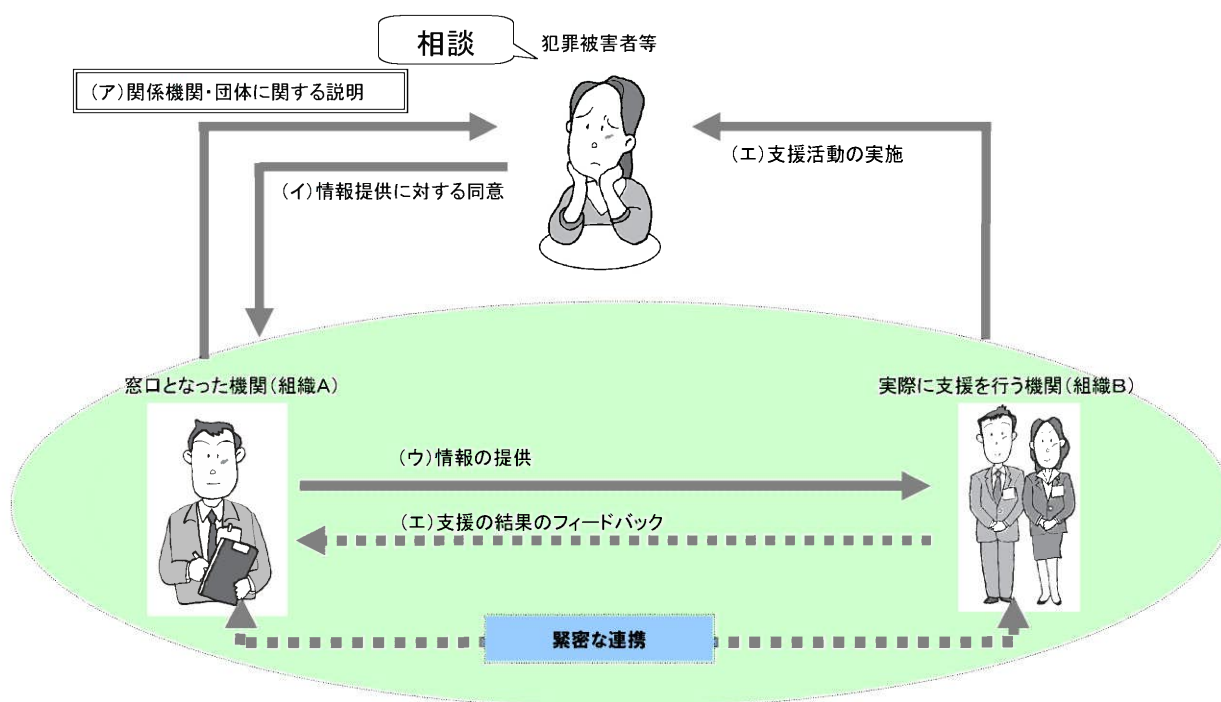 相談
犯罪被害者等
(ア)関係機関・団体に関する説明
(エ)支援活動の実施
(イ)情報提供に対する同意
窓口となった機関(組織A)
実際に支援を行う機関(組織B)
(ウ)情報の提供
(エ)支援の結果のフィードバック
緊密な連携